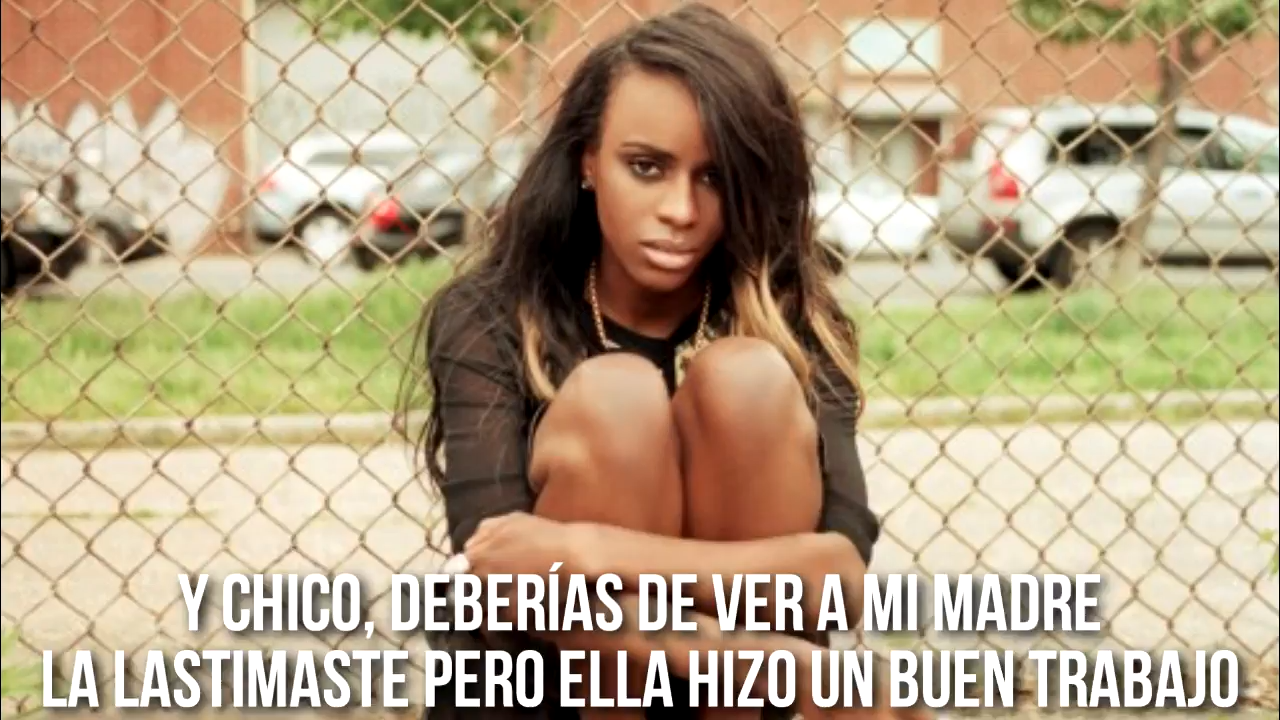 Y CHICO, DEBERÍAS DE VER A MI MADRE
LA LASTIMASTE PERO ELLA HIZO UN BUEN TRABAJO